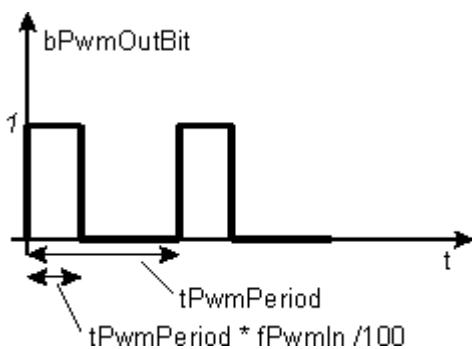 bPwmOutBit
1
t
tPwmPeriod
tPwmPeriod * fPwmIn /100